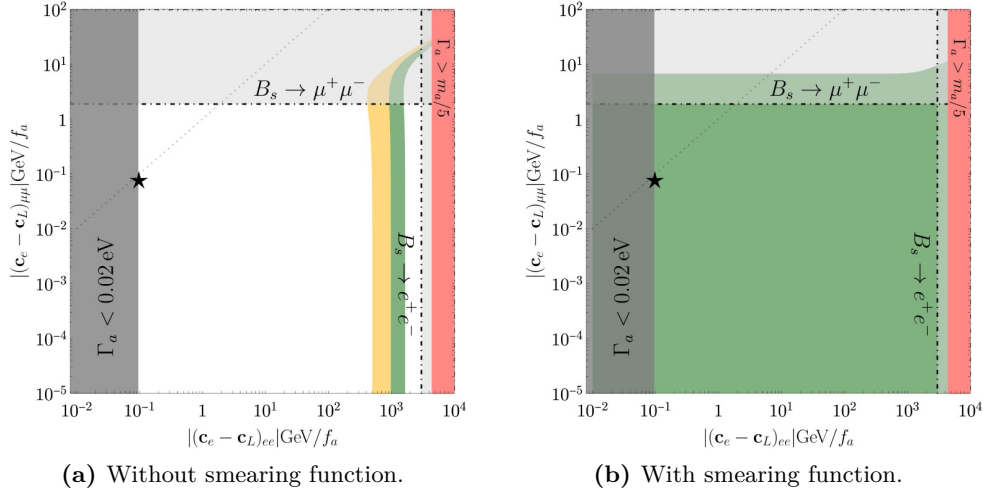 10²
10
1
10⁻¹
10⁻²
10⁻³
10⁻⁴
10⁻⁵
|(c_e − c_L)_μμ|GeV/f_a
Γ_a < 0.02 eV
B_s → μ⁺μ⁻
B_s → e⁺e⁻
Γ_a > m_a/5
10⁻² 10⁻¹ 1 10 10² 10³ 10⁴
|(c_e − c_L)_ee|GeV/f_a
(a) Without smearing function.
10²
10
1
10⁻¹
10⁻²
10⁻³
10⁻⁴
10⁻⁵
|(c_e − c_L)_μμ|GeV/f_a
Γ_a < 0.02 eV
B_s → μ⁺μ⁻
B_s → e⁺e⁻
Γ_a > m_a/5
10⁻² 10⁻¹ 1 10 10² 10³ 10⁴
|(c_e − c_L)_ee|GeV/f_a
(b) With smearing function.